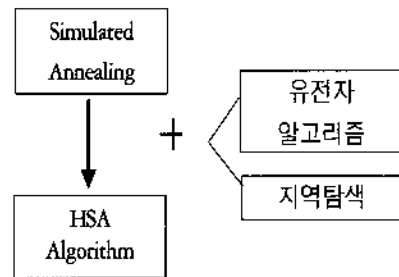 Simulated
Annealing
+
유전자
알고리즘
지역탐색
HSA
Algorithm